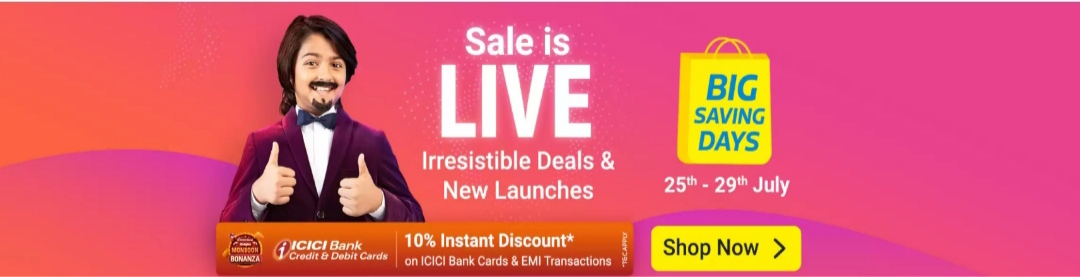 Sale is
LIVE
Irresistible Deals &
New Launches
BIG
SAVING
DAYS
25th - 29th July
MONSOON
BONANZA
ICICI Bank
Credit & Debit Cards
10% Instant Discount*
on ICICI Bank Cards & EMI Transactions
*T&C APPLY
Shop Now